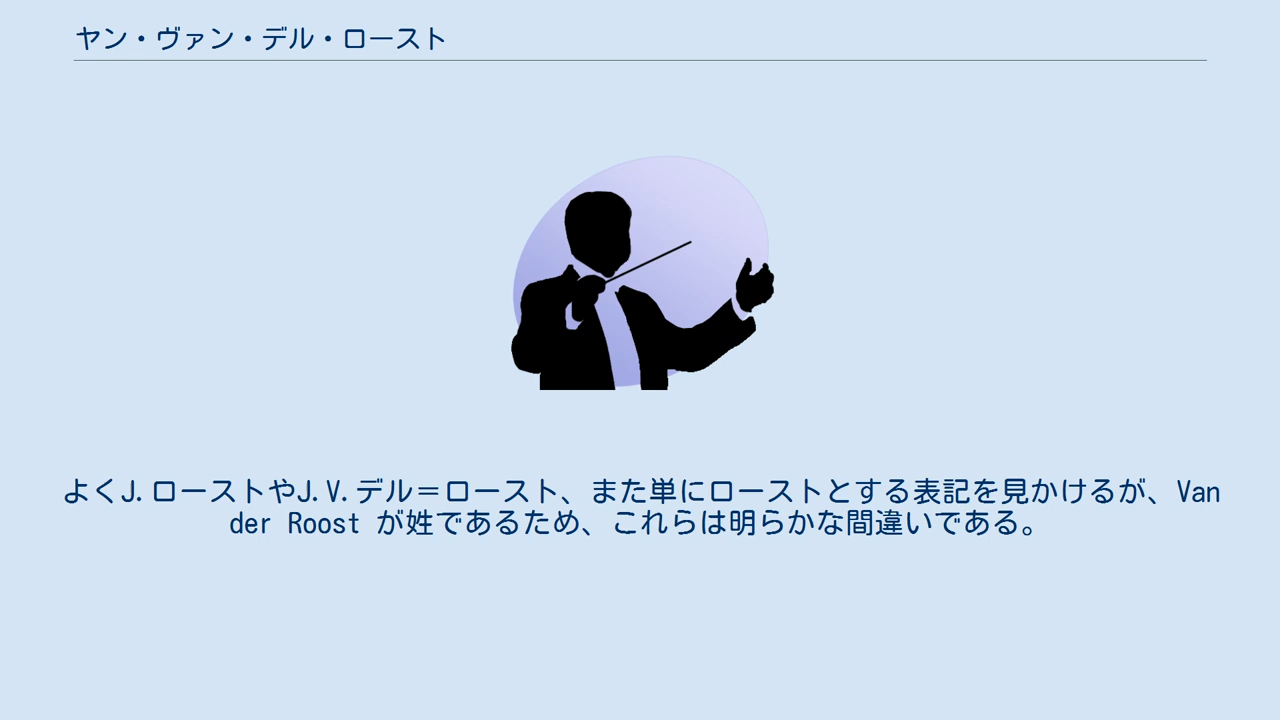 ヤン・ヴァン・デル・ロースト
よくJ.ローストやJ.V.デル＝ロースト、また単にローストとする表記を見かけるが、Van
der Roost が姓であるため、これらは明らかな間違いである。